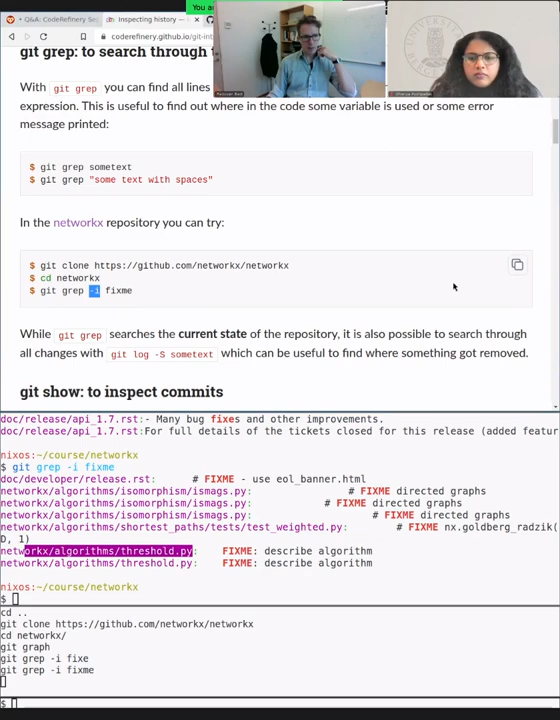 You a
Q&A: CodeRefinery Se
Inspecting history —
coderefinery.github.io/git-int
git grep: to search through t
With git grep you can find all lines
expression. This is useful to find out where in the code some variable is used or some error
message printed:
$ git grep sometext
$ git grep "some text with spaces"
In the networkx repository you can try:
$ git clone https://github.com/networkx/networkx
$ cd networkx
$ git grep -i fixme
While git grep searches the current state of the repository, it is also possible to search through
all changes with git log -S sometext which can be useful to find where something got removed.
git show: to inspect commits
doc/release/api_1.7.rst:- Many bug fixes and other improvements.
doc/release/api_1.7.rst:For full details of the tickets closed for this release (added featur
nixos:~/course/networkx
$ git grep -i fixme
doc/developer/release.rst: # FIXME - use eol_banner.html
networkx/algorithms/isomorphism/ismags.py: # FIXME directed graphs
networkx/algorithms/isomorphism/ismags.py: # FIXME directed graphs
networkx/algorithms/isomorphism/ismags.py: # FIXME directed graphs
networkx/algorithms/shortest_paths/tests/test_weighted.py: # FIXME nx.goldberg_radzik(
D, 1)
networkx/algorithms/threshold.py: FIXME: describe algorithm
networkx/algorithms/threshold.py: FIXME: describe algorithm
nixos:~/course/networkx
$
cd ..
git clone https://github.com/networkx/networkx
cd networkx/
git graph
git grep -i fixe
git grep -i fixme
$